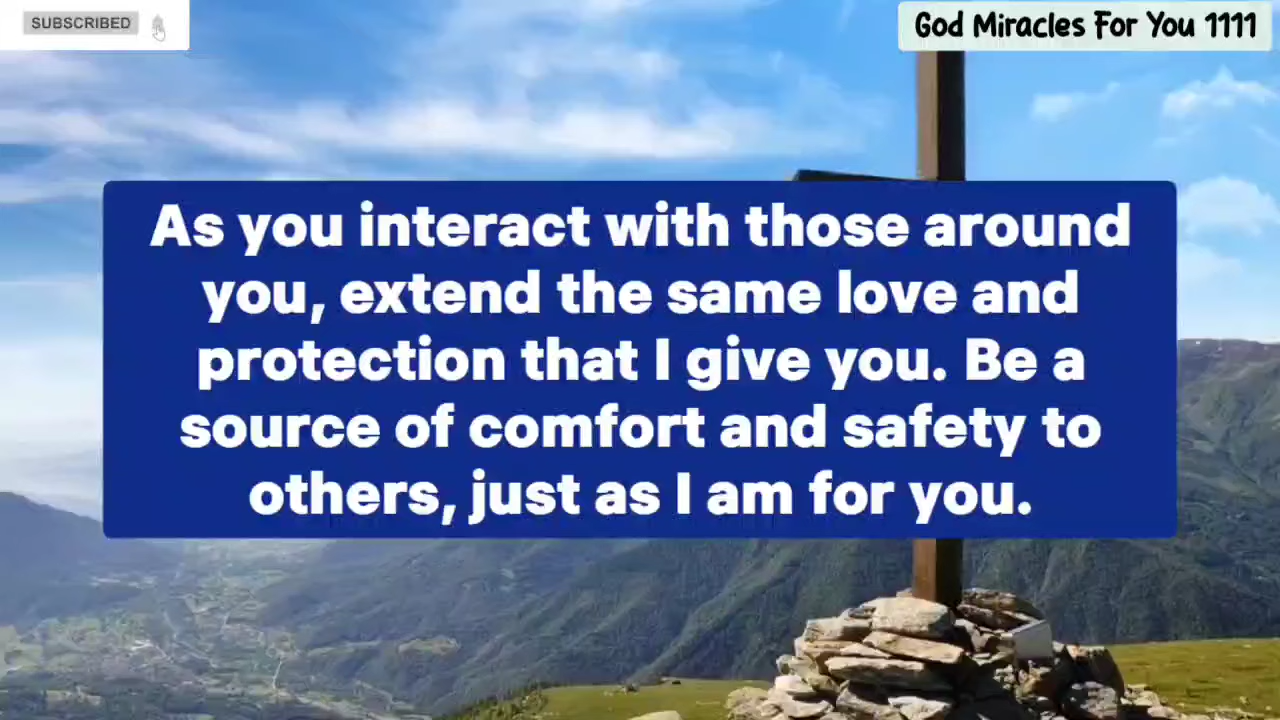 SUBSCRIBED
God Miracles For You 1111
As you interact with those around
you, extend the same love and
protection that I give you. Be a
source of comfort and safety to
others, just as I am for you.